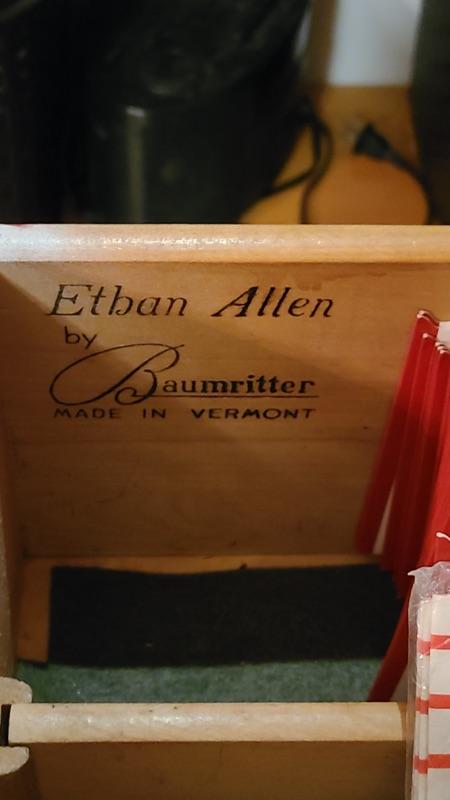 Ethan Allen
by
Baumritter
MADE IN VERMONT